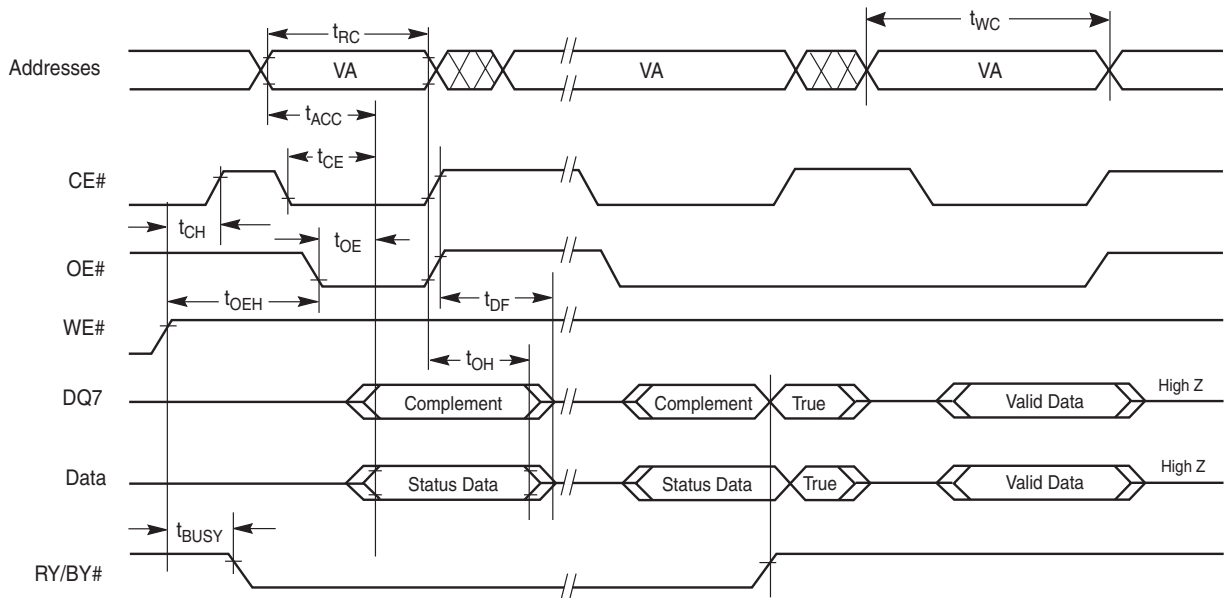 tRC
tWC
Addresses
VA
VA
VA
tACC
tCE
CE#
tCH
tOE
OE#
tOEH
tDF
WE#
tOH
DQ7
Complement
Complement
True
Valid Data
High Z
Data
Status Data
Status Data
True
Valid Data
High Z
tBUSY
RY/BY#